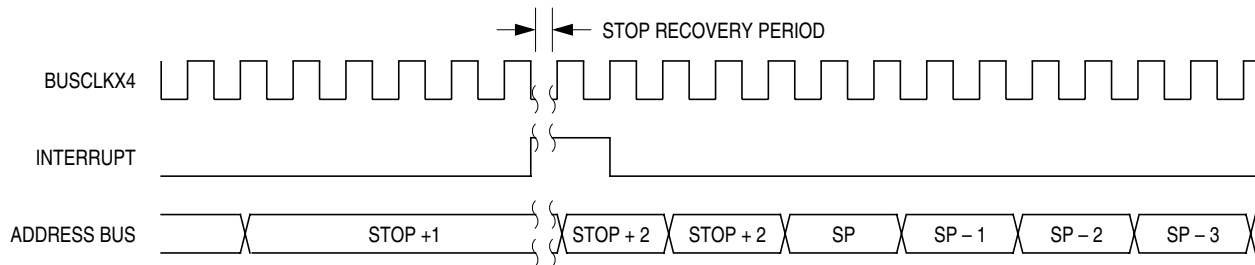 STOP RECOVERY PERIOD
BUSCLKX4
INTERRUPT
ADDRESS BUS STOP +1 STOP + 2 STOP + 2 SP SP – 1 SP – 2 SP – 3